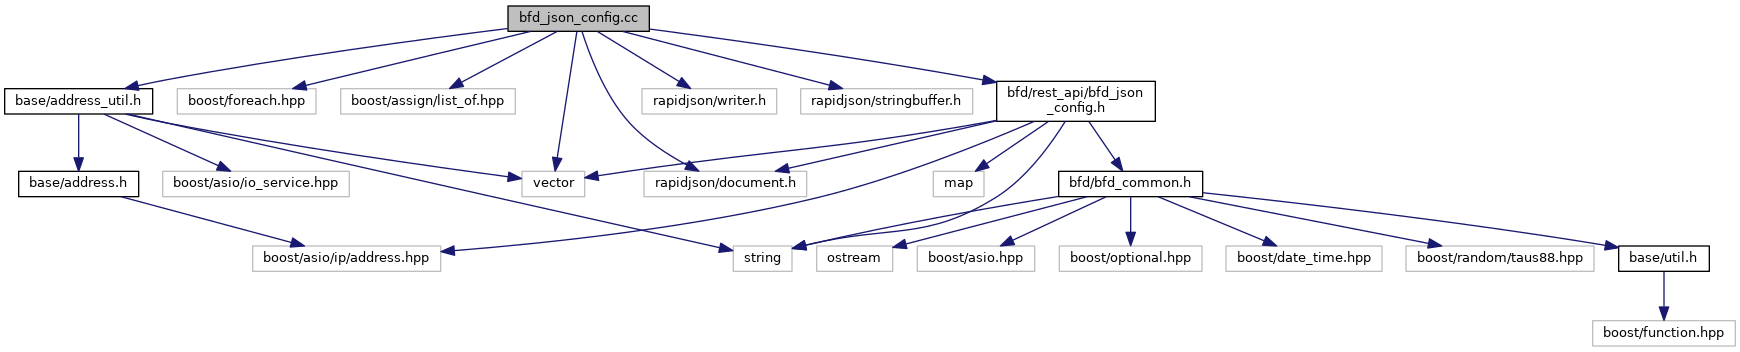 bfd_json_config.cc
base/address_util.h
boost/foreach.hpp
boost/assign/list_of.hpp
rapidjson/writer.h
rapidjson/stringbuffer.h
bfd/rest_api/bfd_json
_config.h
base/address.h
boost/asio/io_service.hpp
vector
rapidjson/document.h
map
bfd/bfd_common.h
boost/asio/ip/address.hpp
string
ostream
boost/asio.hpp
boost/optional.hpp
boost/date_time.hpp
boost/random/taus88.hpp
base/util.h
boost/function.hpp